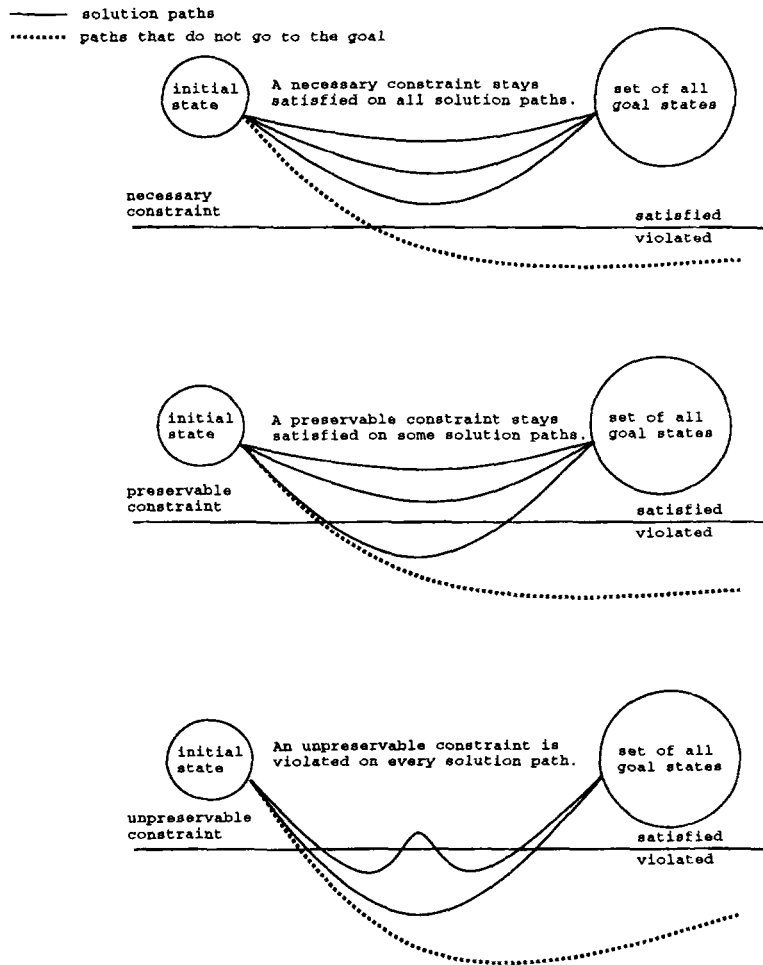 solution paths
paths that do not go to the goal
initial
state
A necessary constraint stays
satisfied on all solution paths.
set of all
goal states
necessary
constraint
satisfied
violated
initial
state
A preservable constraint stays
satisfied on some solution paths.
set of all
goal states
preservable
constraint
satisfied
violated
initial
state
An unpreservable constraint is
violated on every solution path.
set of all
goal states
unpreservable
constraint
satisfied
violated